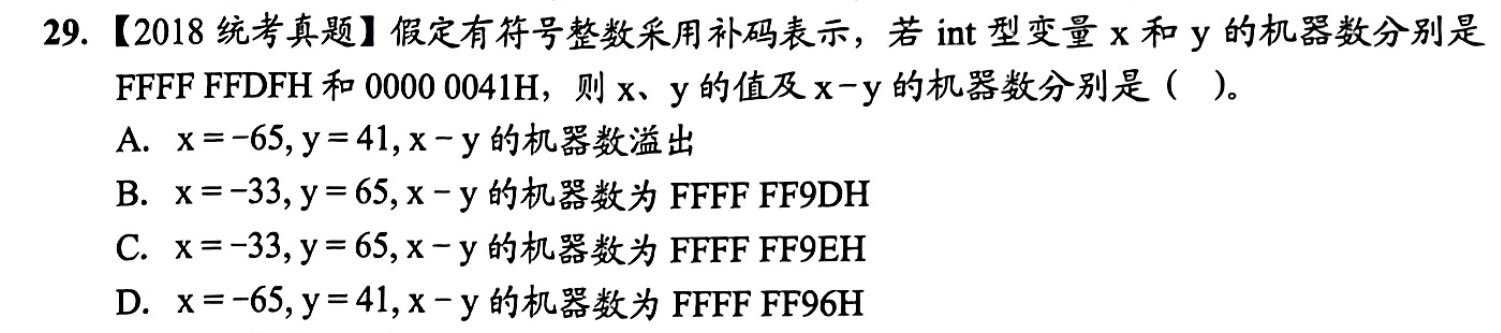 29.【2018 统考真题】假定有符号整数采用补码表示，若 int 型变量 x 和 y 的机器数分别是
FFFF FFDFH 和 0000 0041H，则 x、y 的值及 x－y 的机器数分别是（ ）。
A. x = −65, y = 41, x − y 的机器数溢出
B. x = −33, y = 65, x − y 的机器数为 FFFF FF9DH
C. x = −33, y = 65, x − y 的机器数为 FFFF FF9EH
D. x = −65, y = 41, x − y 的机器数为 FFFF FF96H